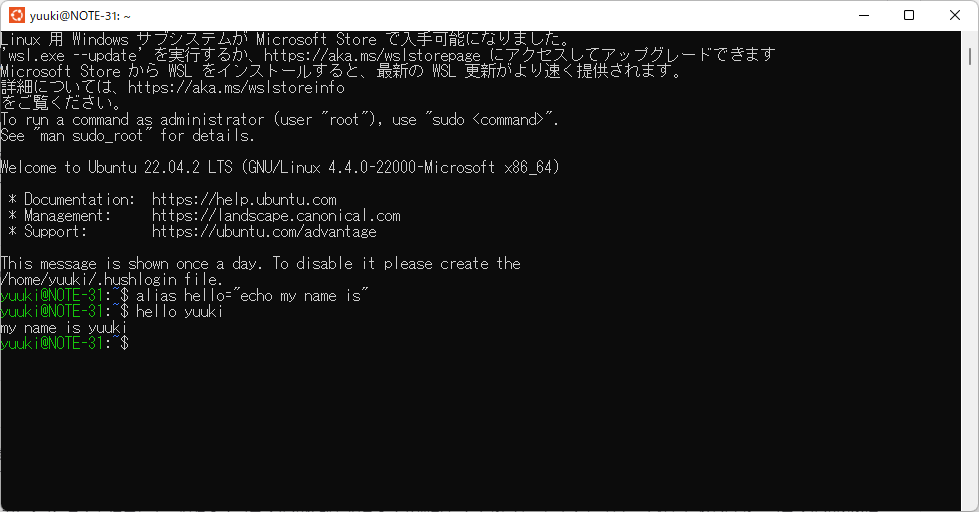 yuuki@NOTE-31: ~
Linux 用 Windows サブシステムが Microsoft Store で入手可能になりました。
'wsl.exe --update' を実行するか、https://aka.ms/wslstorepage にアクセスしてアップグレードできます
Microsoft Store から WSL をインストールすると、最新の WSL 更新がより速く提供されます。
詳細については、https://aka.ms/wslstoreinfo
をご覧ください。
To run a command as administrator (user "root"), use "sudo <command>".
See "man sudo_root" for details.
Welcome to Ubuntu 22.04.2 LTS (GNU/Linux 4.4.0-22000-Microsoft x86_64)
* Documentation:  https://help.ubuntu.com
* Management:     https://landscape.canonical.com
* Support:        https://ubuntu.com/advantage
This message is shown once a day. To disable it please create the
/home/yuuki/.hushlogin file.
yuuki@NOTE-31:~$ alias hello="echo my name is"
yuuki@NOTE-31:~$ hello yuuki
my name is yuuki
yuuki@NOTE-31:~$